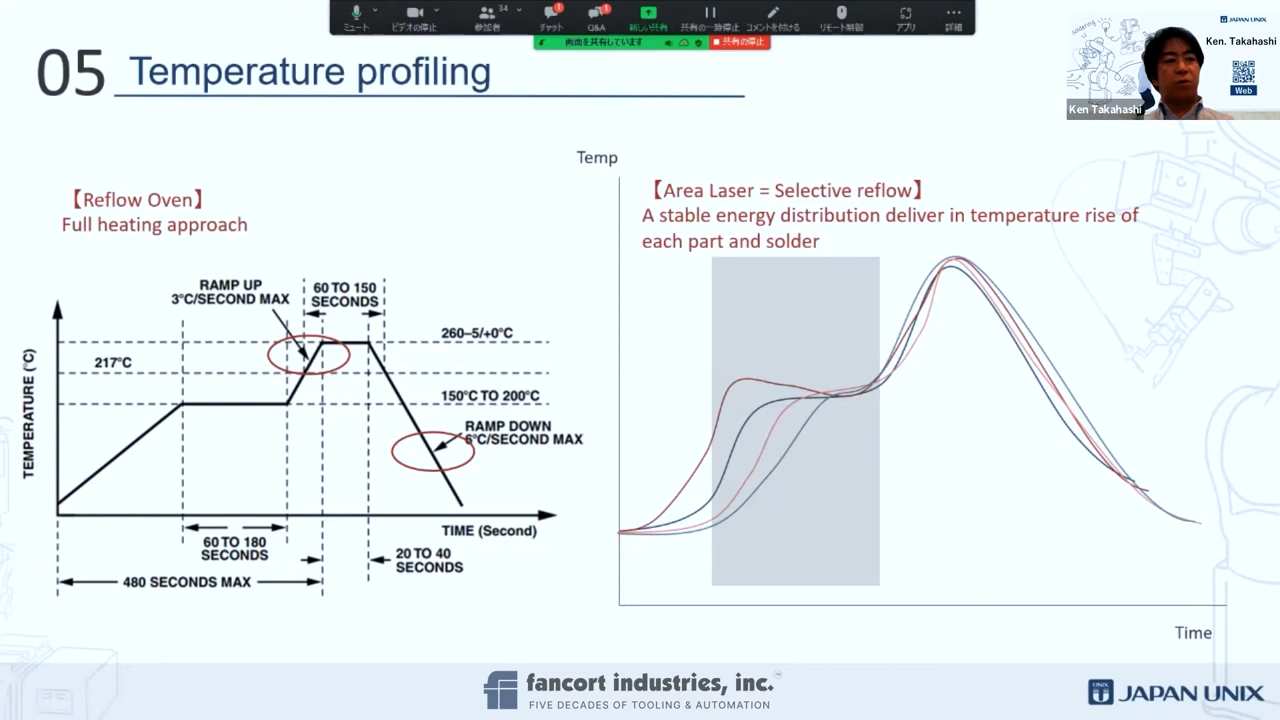 34
1
1
ミュート
ビデオの停止
参加者
チャット
Q&A
新しい共有
共有の一時停止
コメントを付ける
リモート制御
アプリ
詳細
画面を共有しています
共有の停止
JAPAN UNIX
Ken. Takahashi
Web
Ken Takahashi
soldering
05 Temperature profiling
【Reflow Oven】
Full heating approach
RAMP UP
3°C/SECOND MAX
60 TO 150
SECONDS
260–5/+0°C
217°C
150°C TO 200°C
RAMP DOWN
6°C/SECOND MAX
TEMPERATURE (°C)
TIME (Second)
60 TO 180
SECONDS
20 TO 40
SECONDS
480 SECONDS MAX
Temp
【Area Laser = Selective reflow】
A stable energy distribution deliver in temperature rise of
each part and solder
Time
fancort industries, inc.™
FIVE DECADES OF TOOLING & AUTOMATION
JAPAN UNIX